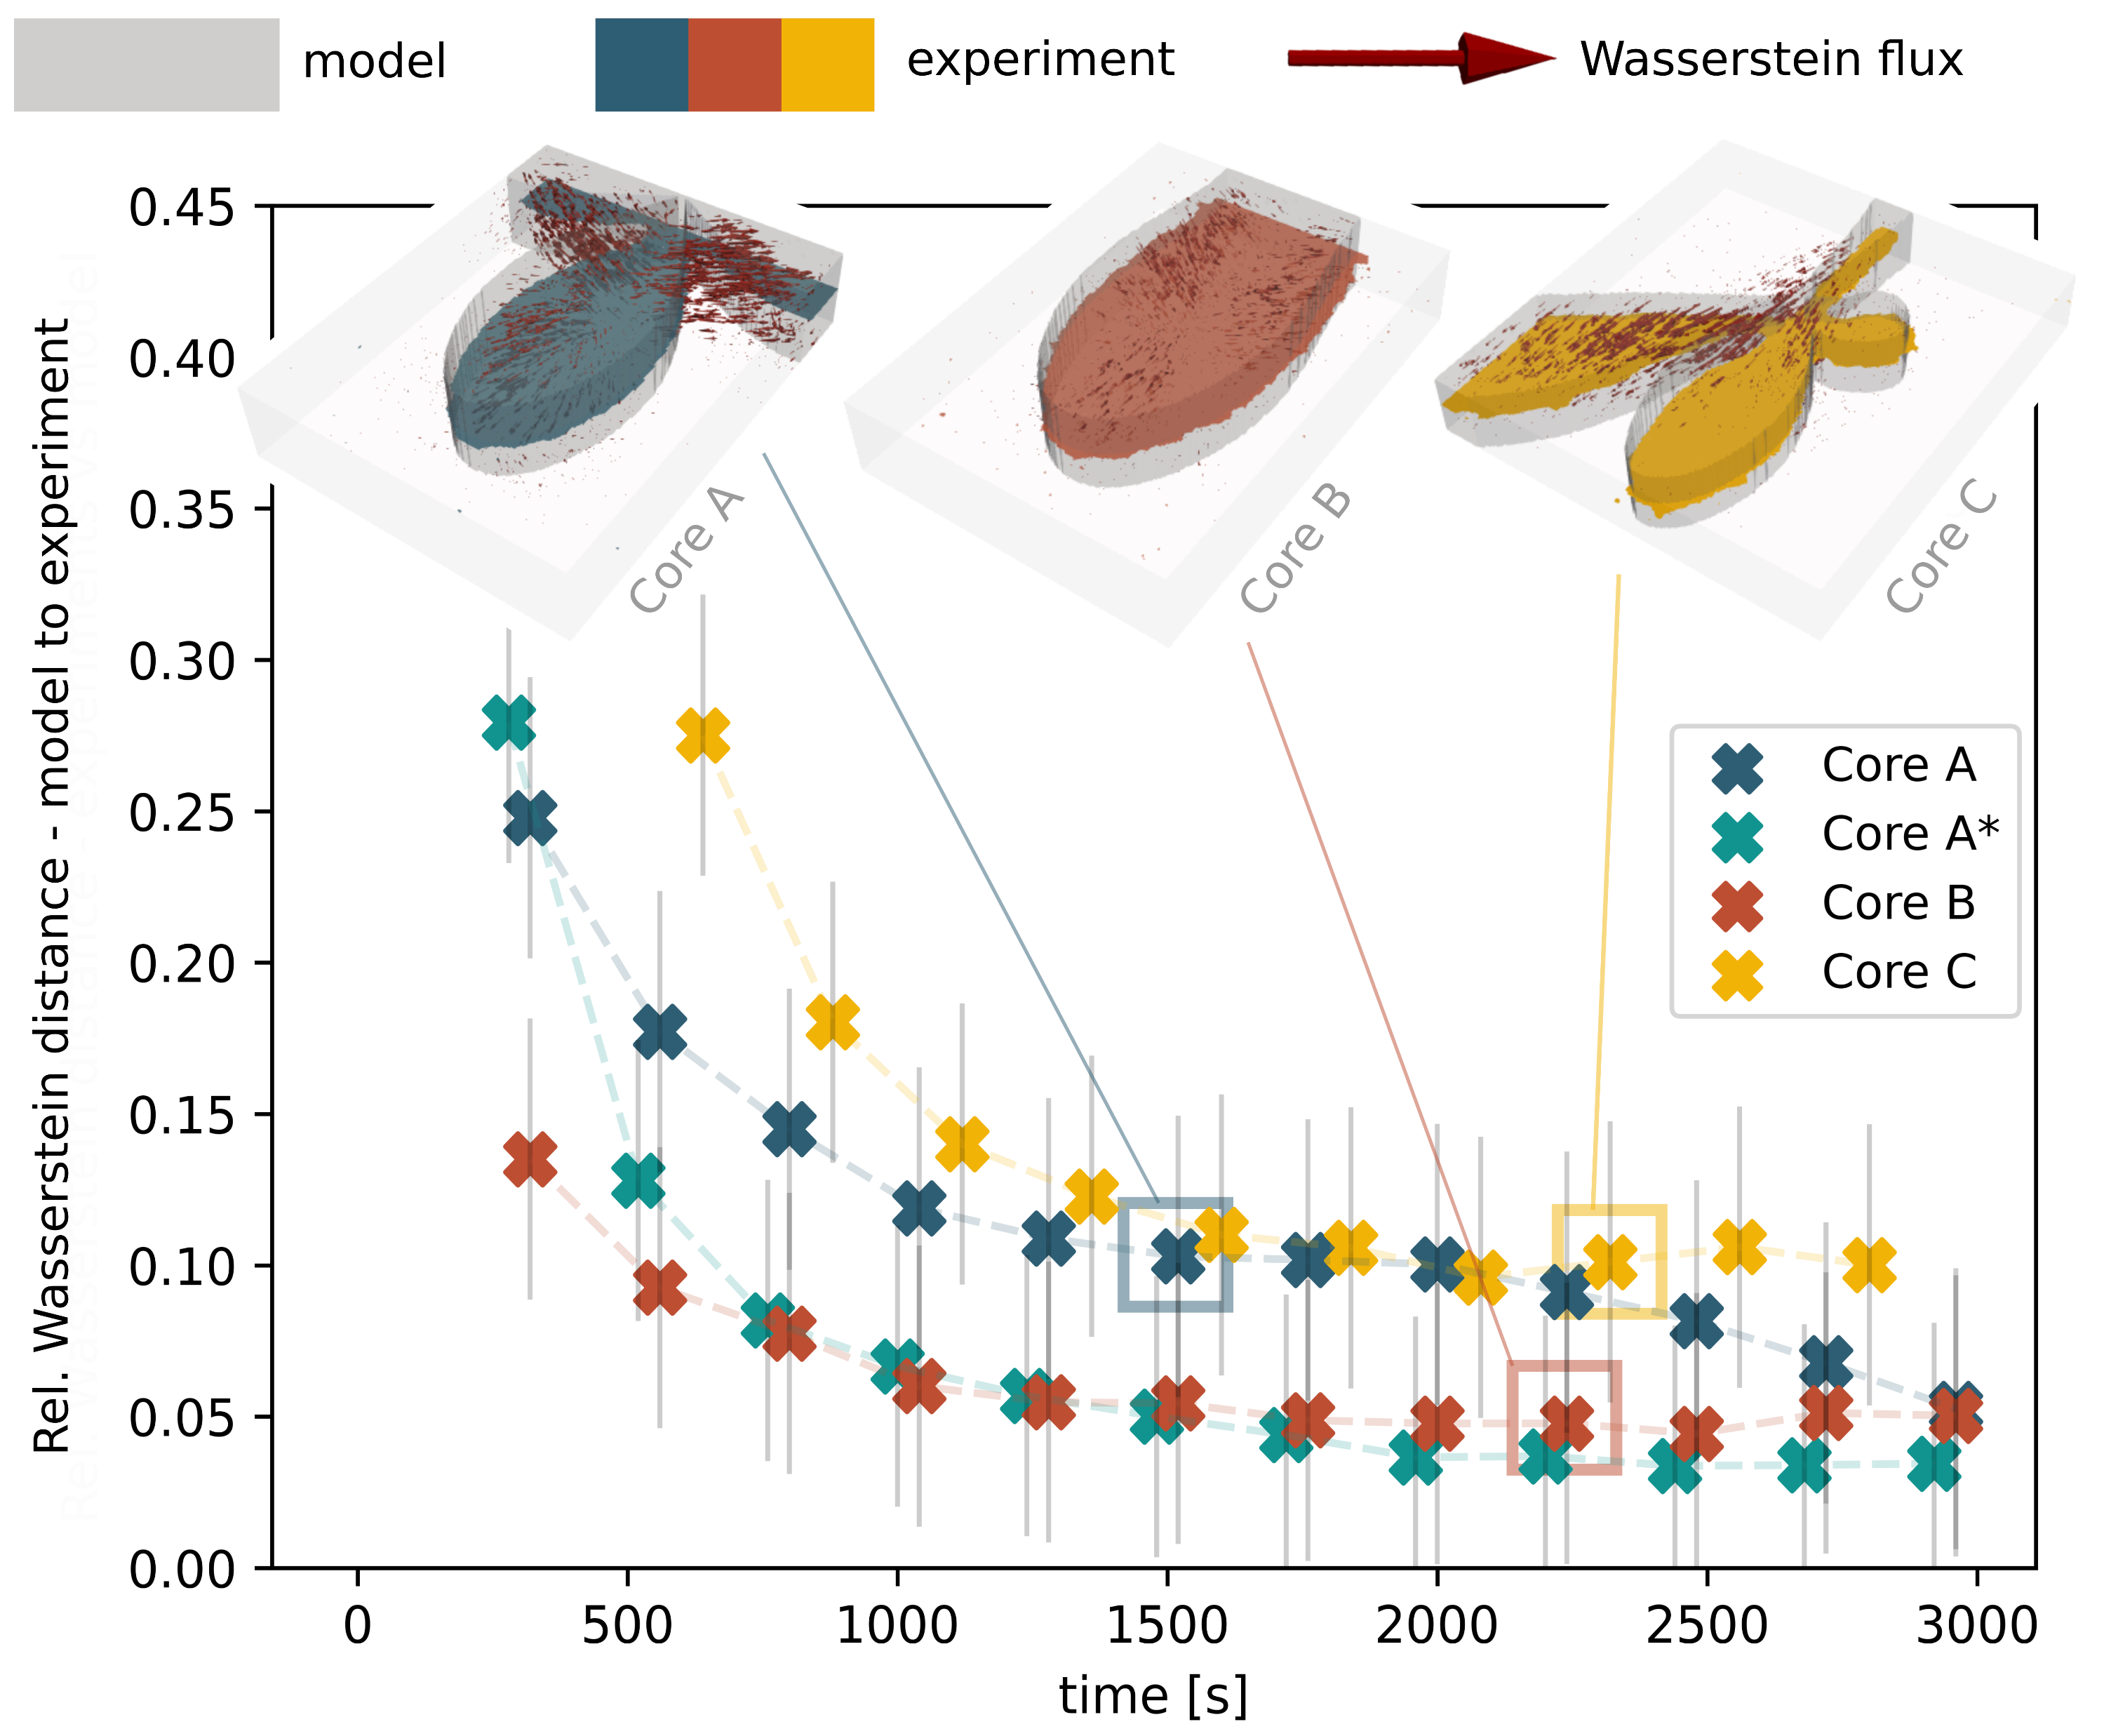 model
experiment
Wasserstein flux
Rel. Wasserstein distance - model to experiment
0.45
0.40
0.35
0.30
0.25
0.20
0.15
0.10
0.05
0.00
Core A
Core B
Core C
Core A
Core A*
Core B
Core C
0
500
1000
1500
2000
2500
3000
time [s]